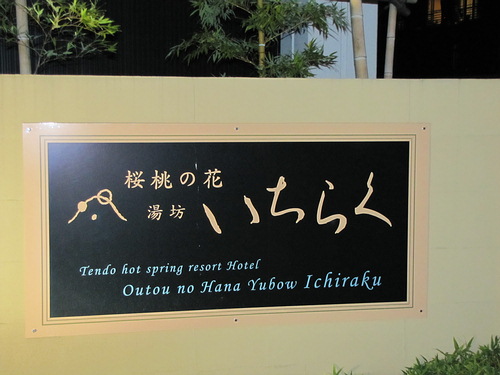 桜桃の花
湯坊 いちらく
Tendo hot spring resort Hotel
Outou no Hana Yubow Ichiraku